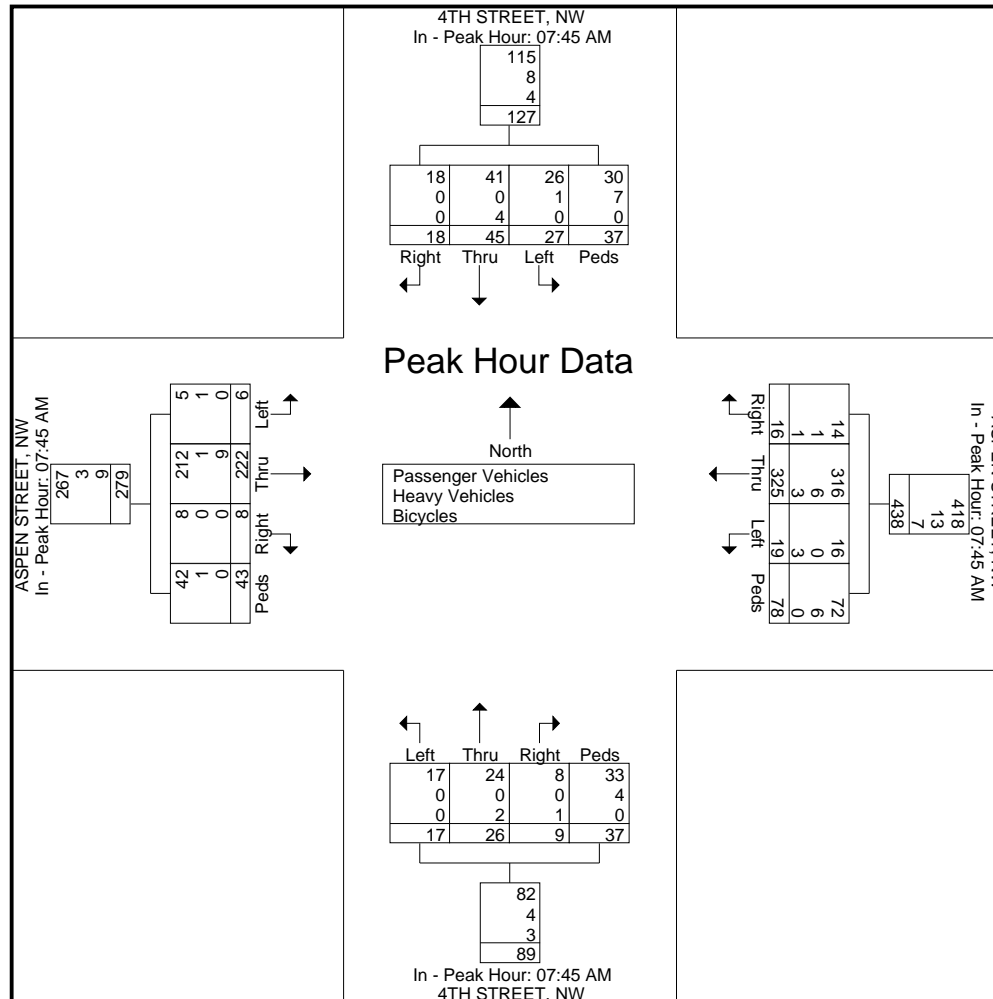 4TH STREET, NW
In - Peak Hour: 07:45 AM
115
8
4
127
18 41 26 30
0 0 1 7
0 4 0 0
18 45 27 37
Right Thru Left Peds
Peak Hour Data
North
Passenger Vehicles
Heavy Vehicles
Bicycles
ASPEN STREET, NW
In - Peak Hour: 07:45 AM
267
3
9
279
5 212 8 42
1 1 0 1
0 9 0 0
6 222 8 43
Left Thru Right Peds
In - Peak Hour: 07:45 AM
418
13
7
438
14 316 16 72
1 6 0 6
1 3 3 0
16 325 19 78
Right Thru Left Peds
Left Thru Right Peds
17 24 8 33
0 0 0 4
0 2 1 0
17 26 9 37
82
4
3
89
In - Peak Hour: 07:45 AM
4TH STREET, NW